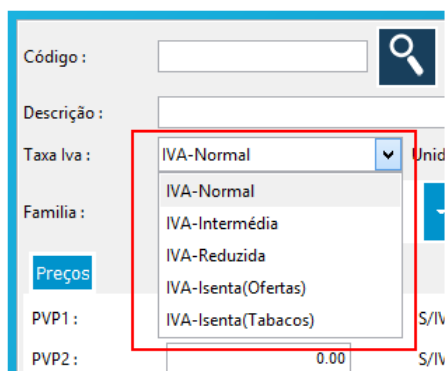 Código :
Descrição :
Taxa Iva : IVA-Normal Unid
IVA-Normal
Familia : IVA-Intermédia
IVA-Reduzida
Preços IVA-Isenta(Ofertas)
PVP1 : IVA-Isenta(Tabacos) S/IV
PVP2 : 0.00 S/IV